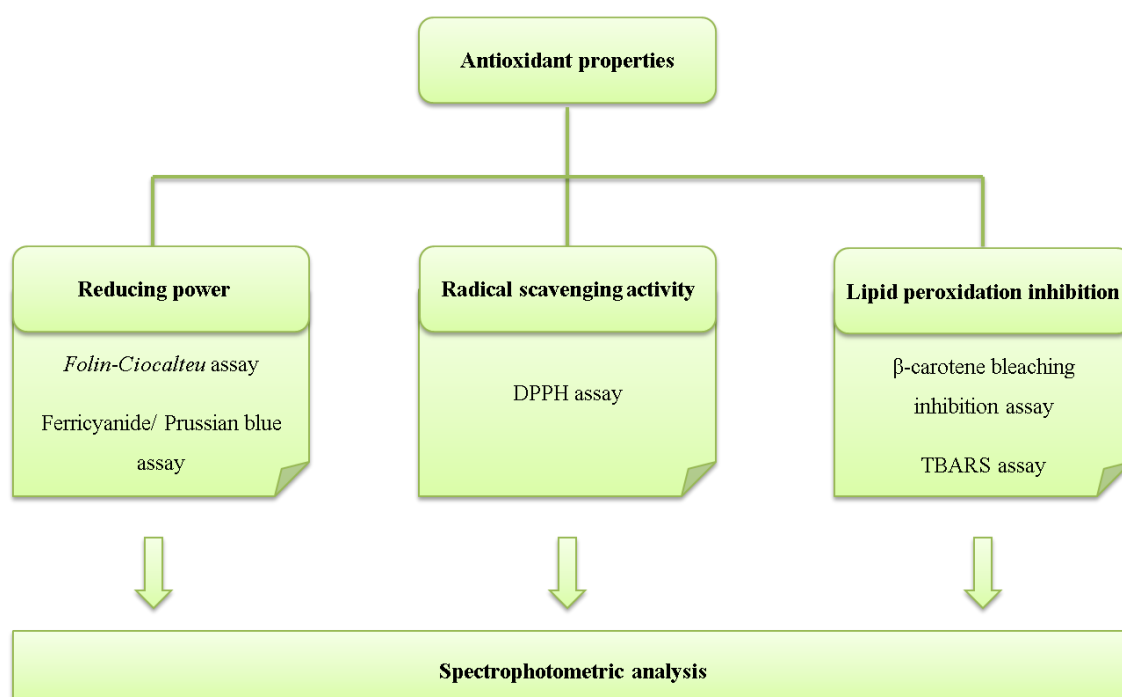 Antioxidant properties
Reducing power
Folin-Ciocalteu assay
Ferricyanide/ Prussian blue
assay
Radical scavenging activity
DPPH assay
Lipid peroxidation inhibition
β-carotene bleaching
inhibition assay
TBARS assay
Spectrophotometric analysis